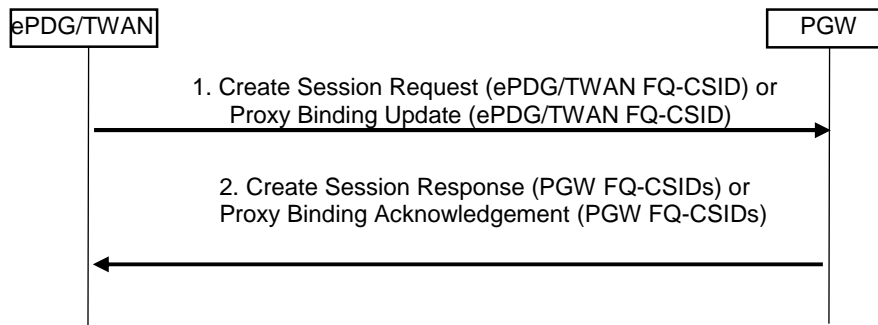 ePDG/TWAN
PGW
1. Create Session Request (ePDG/TWAN FQ-CSID) or
Proxy Binding Update (ePDG/TWAN FQ-CSID)
2. Create Session Response (PGW FQ-CSIDs) or
Proxy Binding Acknowledgement (PGW FQ-CSIDs)